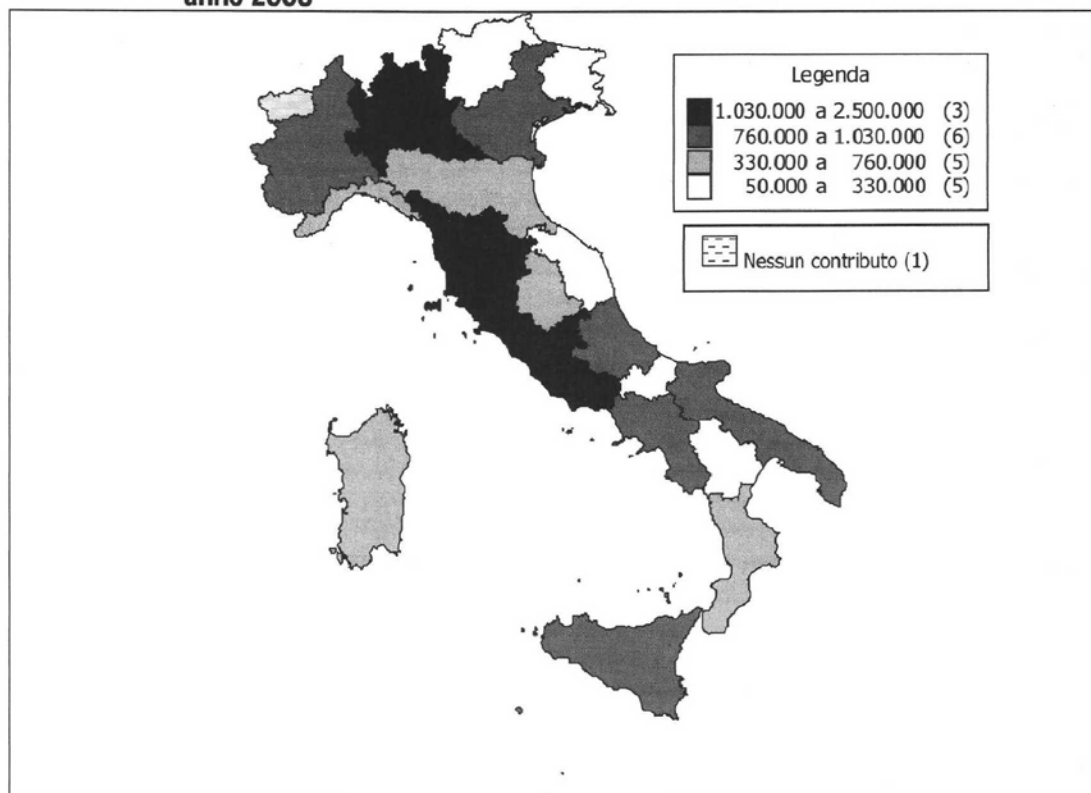 Legenda
1.030.000 a 2.500.000 (3)
760.000 a 1.030.000 (6)
330.000 a 760.000 (5)
50.000 a 330.000 (5)
Nessun contributo (1)